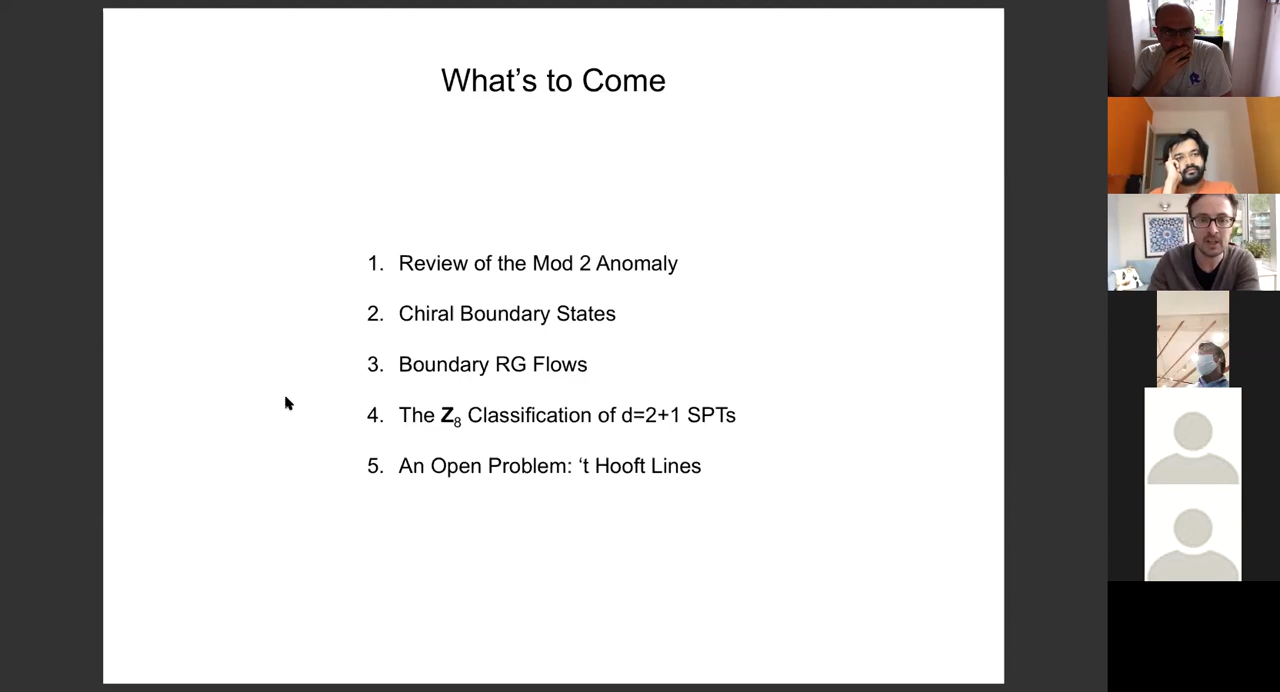 What's to Come
1. Review of the Mod 2 Anomaly
2. Chiral Boundary States
3. Boundary RG Flows
4. The Z₈ Classification of d=2+1 SPTs
5. An Open Problem: ‘t Hooft Lines